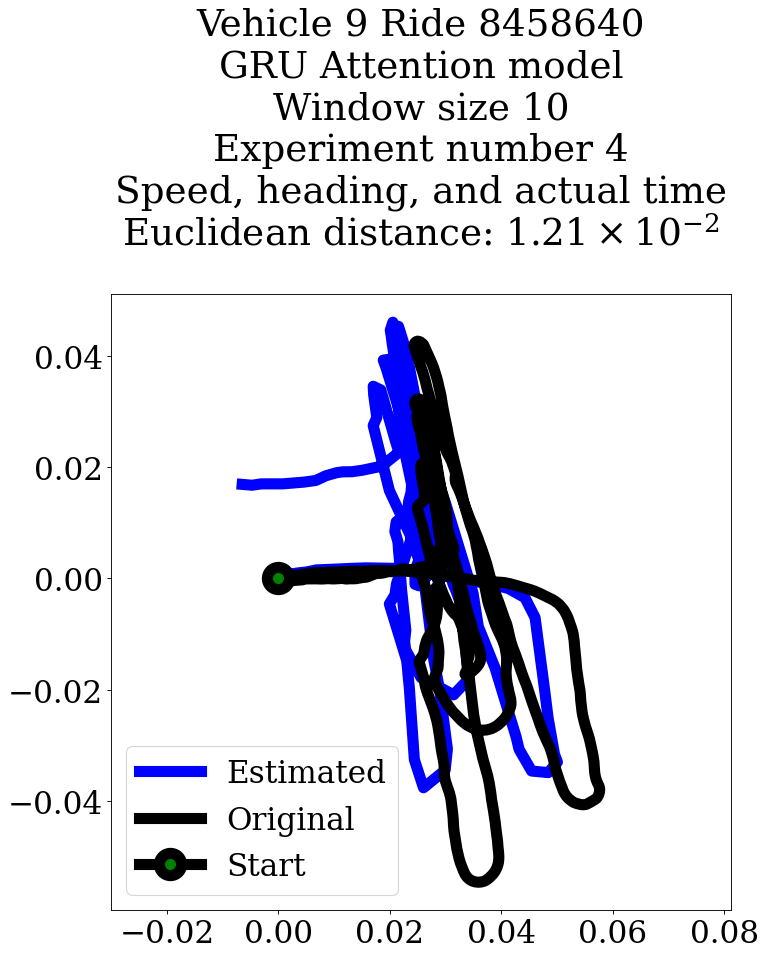 Vehicle 9 Ride 8458640
GRU Attention model
Window size 10
Experiment number 4
Speed, heading, and actual time
Euclidean distance: 1.21 × 10⁻²
0.04
0.02
0.00
−0.02
−0.04
Estimated
Original
Start
−0.02 0.00 0.02 0.04 0.06 0.08